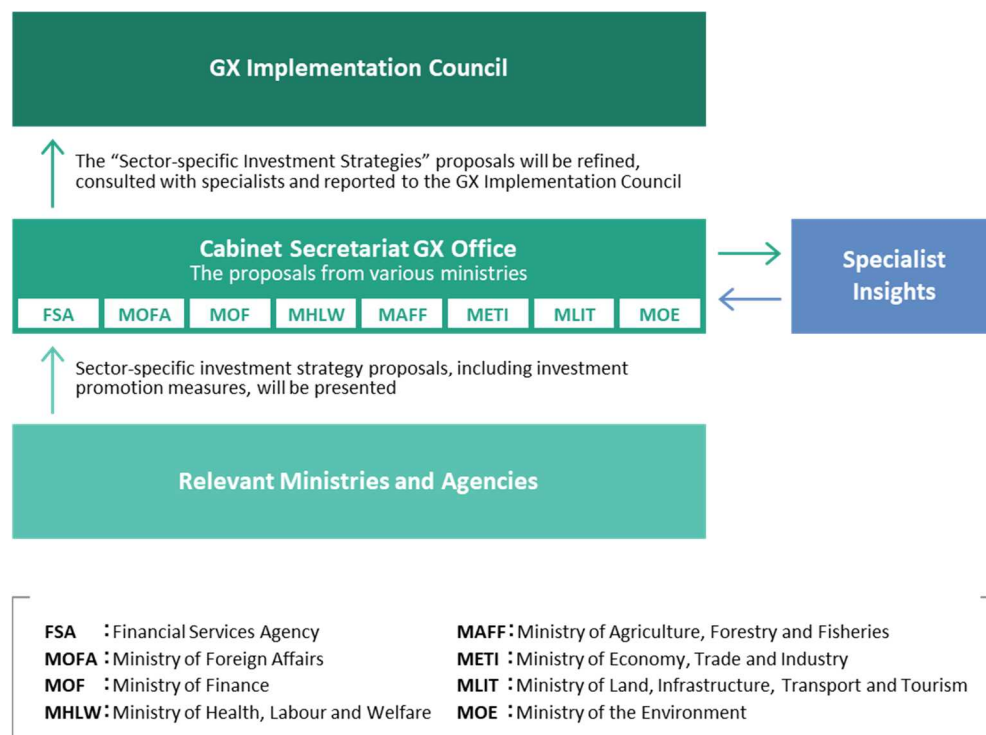 GX Implementation Council
The “Sector-specific Investment Strategies” proposals will be refined,
consulted with specialists and reported to the GX Implementation Council
Cabinet Secretariat GX Office
The proposals from various ministries
FSA MOFA MOF MHLW MAFF METI MLIT MOE
Specialist
Insights
Sector-specific investment strategy proposals, including investment
promotion measures, will be presented
Relevant Ministries and Agencies
FSA :Financial Services Agency
MOFA :Ministry of Foreign Affairs
MOF :Ministry of Finance
MHLW:Ministry of Health, Labour and Welfare
MAFF:Ministry of Agriculture, Forestry and Fisheries
METI :Ministry of Economy, Trade and Industry
MLIT :Ministry of Land, Infrastructure, Transport and Tourism
MOE :Ministry of the Environment